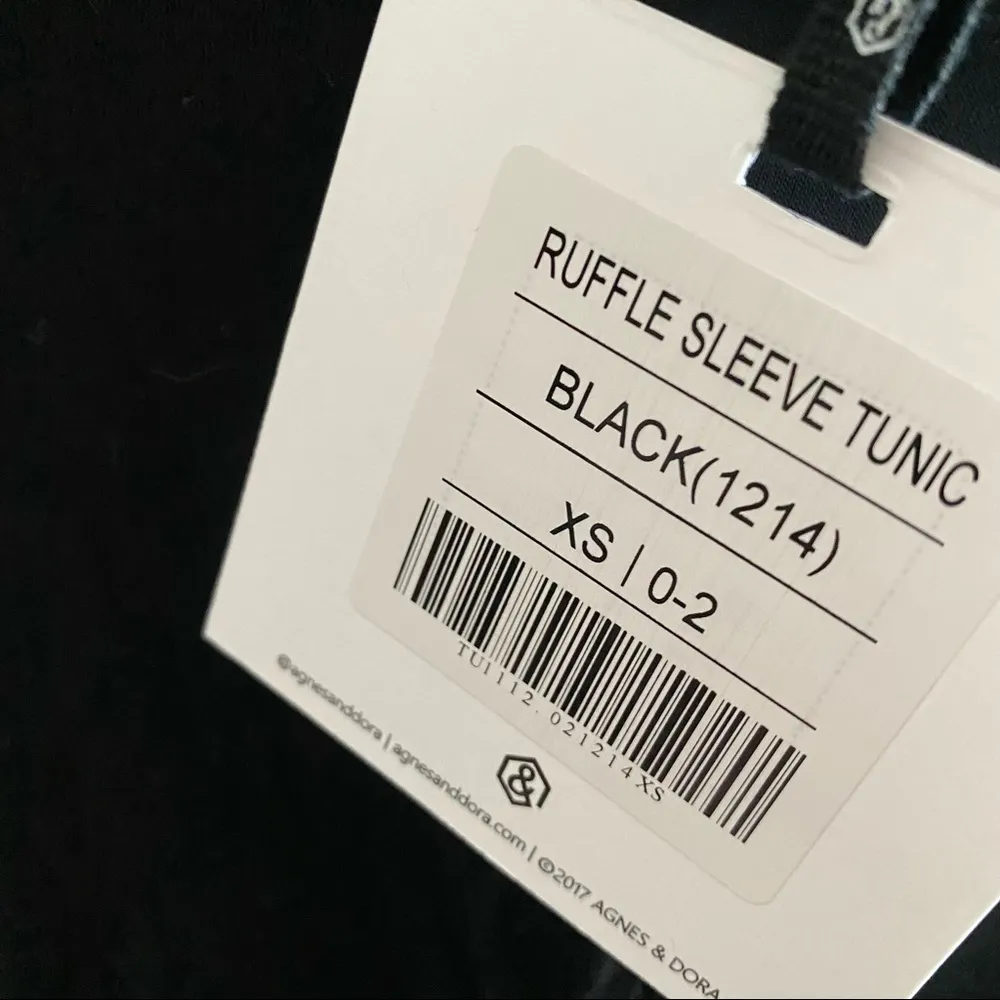 RUFFLE SLEEVE TUNIC
BLACK(1214)
XS | 0-2
TU1112. 021214XS
&
@agnesanddora | agnesanddora.com | ©2017 AGNES & DORA